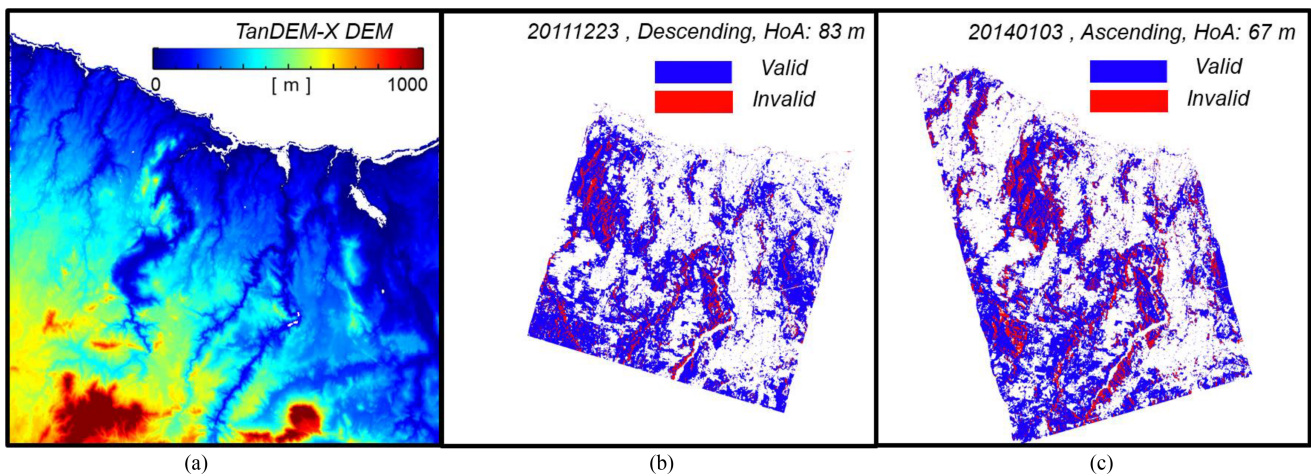 TanDEM-X DEM
0 [ m ] 1000
20111223 , Descending, HoA: 83 m
Valid
Invalid
20140103 , Ascending, HoA: 67 m
Valid
Invalid
(a)
(b)
(c)